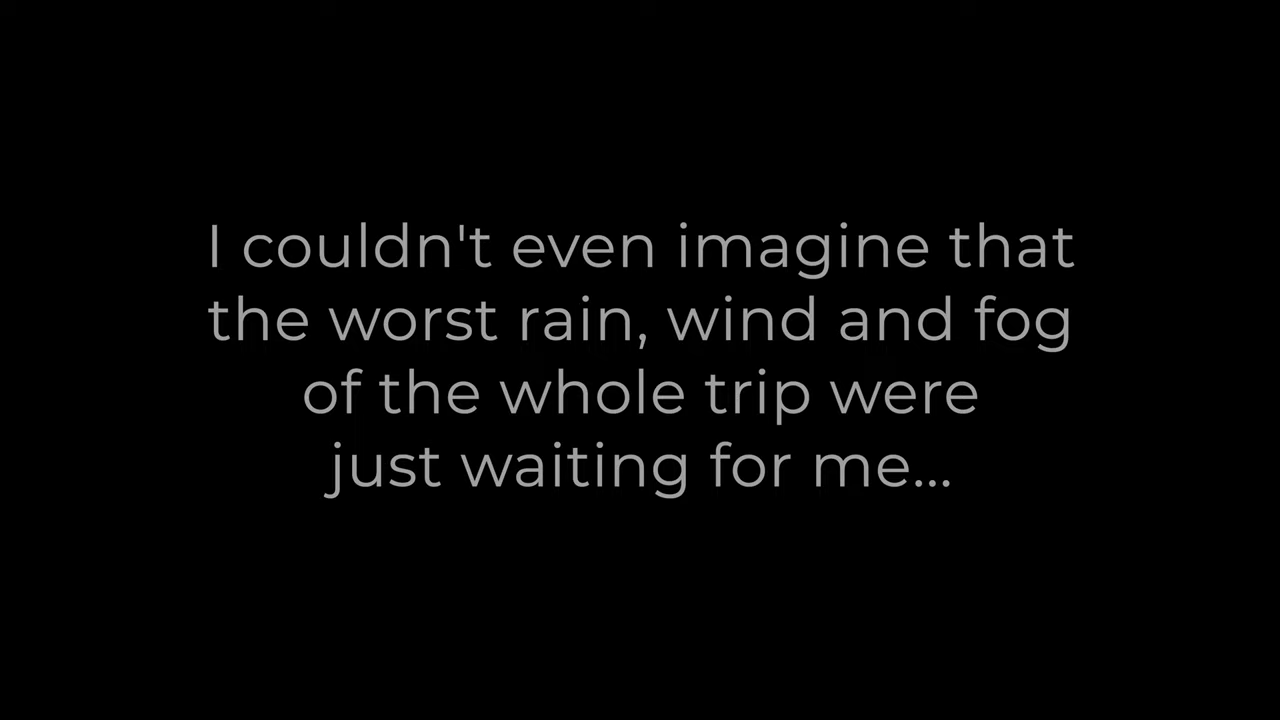 I couldn't even imagine that
the worst rain, wind and fog
of the whole trip were
just waiting for me...